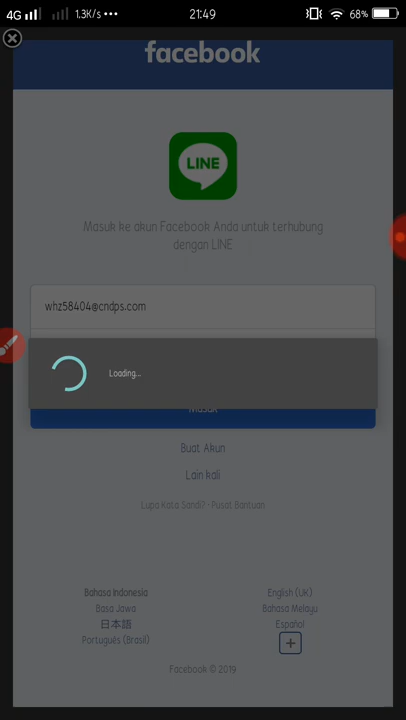 4G 1.3K/s ••• 21:49 68%
facebook
LINE
Masuk ke akun Facebook Anda untuk terhubung
dengan LINE
whz58404@cndps.com
Loading...
Masuk
Buat Akun
Lain kali
Lupa Kata Sandi? · Pusat Bantuan
Bahasa Indonesia English (UK)
Basa Jawa Bahasa Melayu
日本語 Español
Português (Brasil)
Facebook © 2019